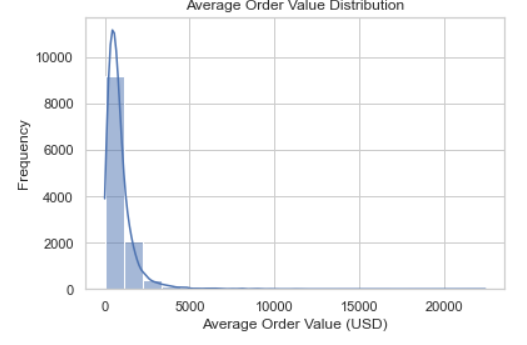 Average Order Value Distribution
10000
8000
6000
4000
2000
0
Frequency
0 5000 10000 15000 20000
Average Order Value (USD)